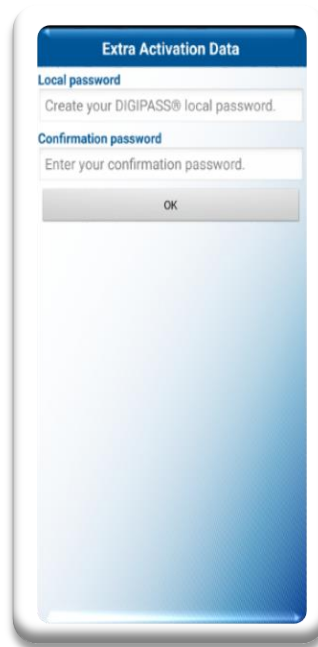 Extra Activation Data
Local password
Create your DIGIPASS® local password.
Confirmation password
Enter your confirmation password.
OK